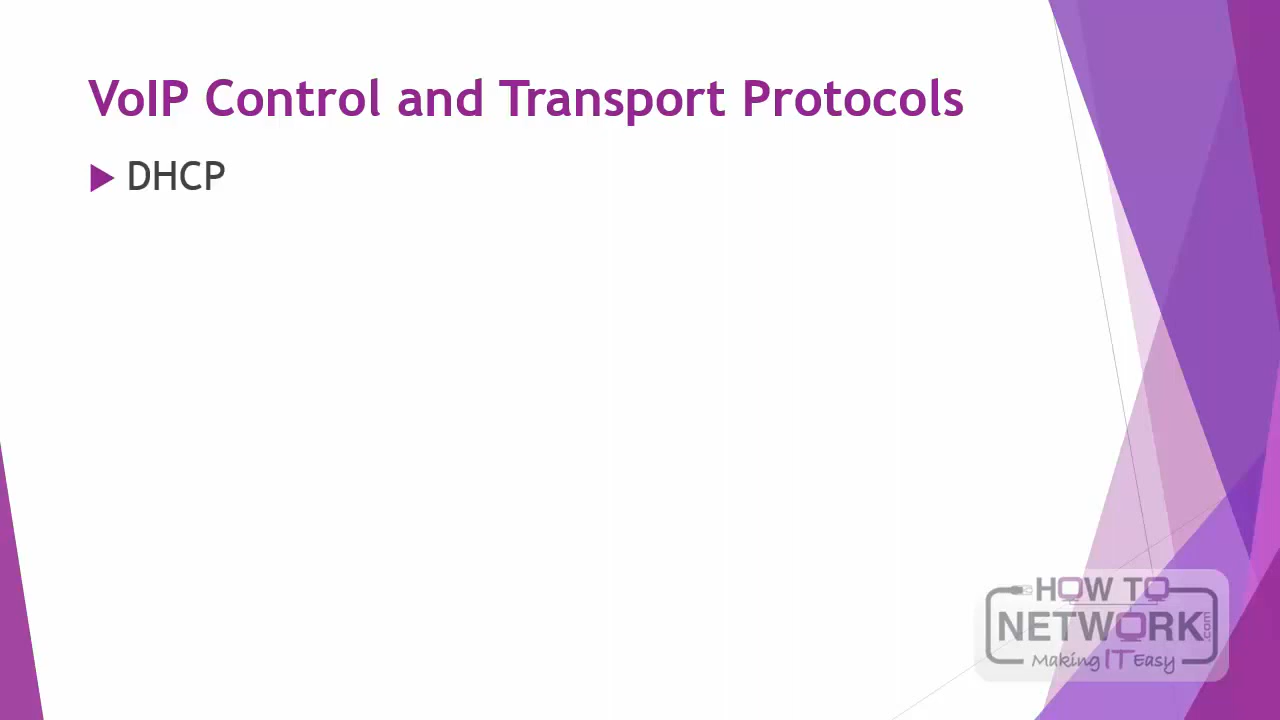 VoIP Control and Transport Protocols
DHCP
HOW TO
NETWORK.com
Making IT Easy